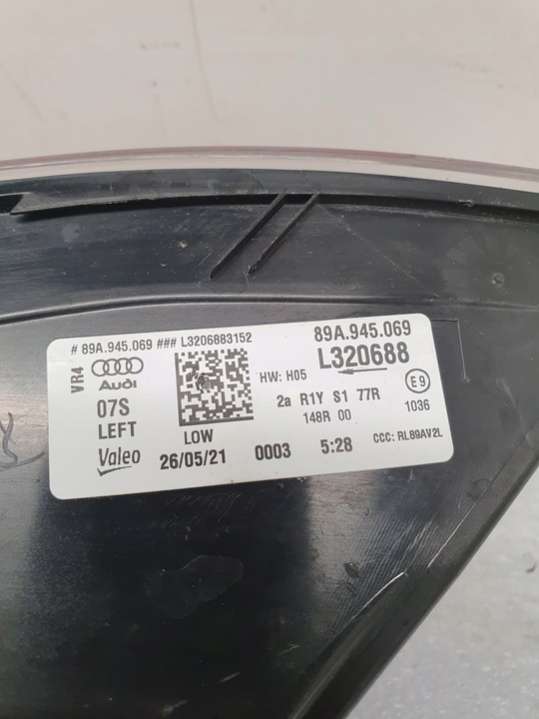 # 89A.945.069 ### L3206883152
89A.945.069
VR4
Audi
HW: H05
L320688
07S
2a R1Y S1 77R
E9
LEFT
LOW
148R 00
1036
Valeo
26/05/21 0003 5:28
CCC: RL89AV2L